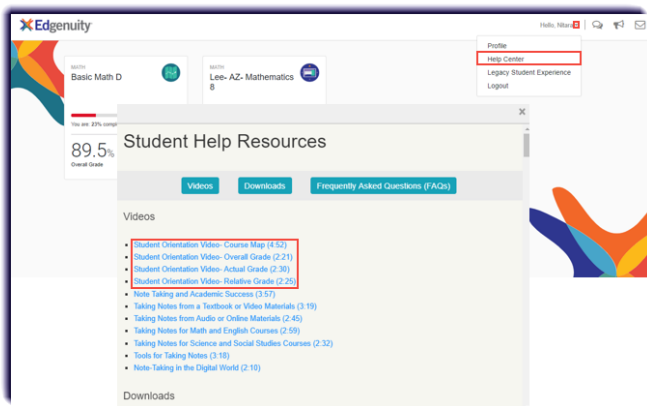 Edgenuity
Hello, Nitara
Profile
Help Center
Legacy Student Experience
Logout
MATH
Basic Math D
MATH
Lee- AZ- Mathematics
8
You are 23% compl
89.5%
Overall Grade
×
Student Help Resources
Videos Downloads Frequently Asked Questions (FAQs)
Videos
Student Orientation Video- Course Map (4:52)
Student Orientation Video- Overall Grade (2:21)
Student Orientation Video- Actual Grade (2:30)
Student Orientation Video- Relative Grade (2:25)
Note Taking and Academic Success (3:57)
Taking Notes from a Textbook or Video Materials (3:19)
Taking Notes from Audio or Online Materials (2:45)
Taking Notes for Math and English Courses (2:59)
Taking Notes for Science and Social Studies Courses (2:32)
Tools for Taking Notes (3:18)
Note-Taking in the Digital World (2:10)
Downloads